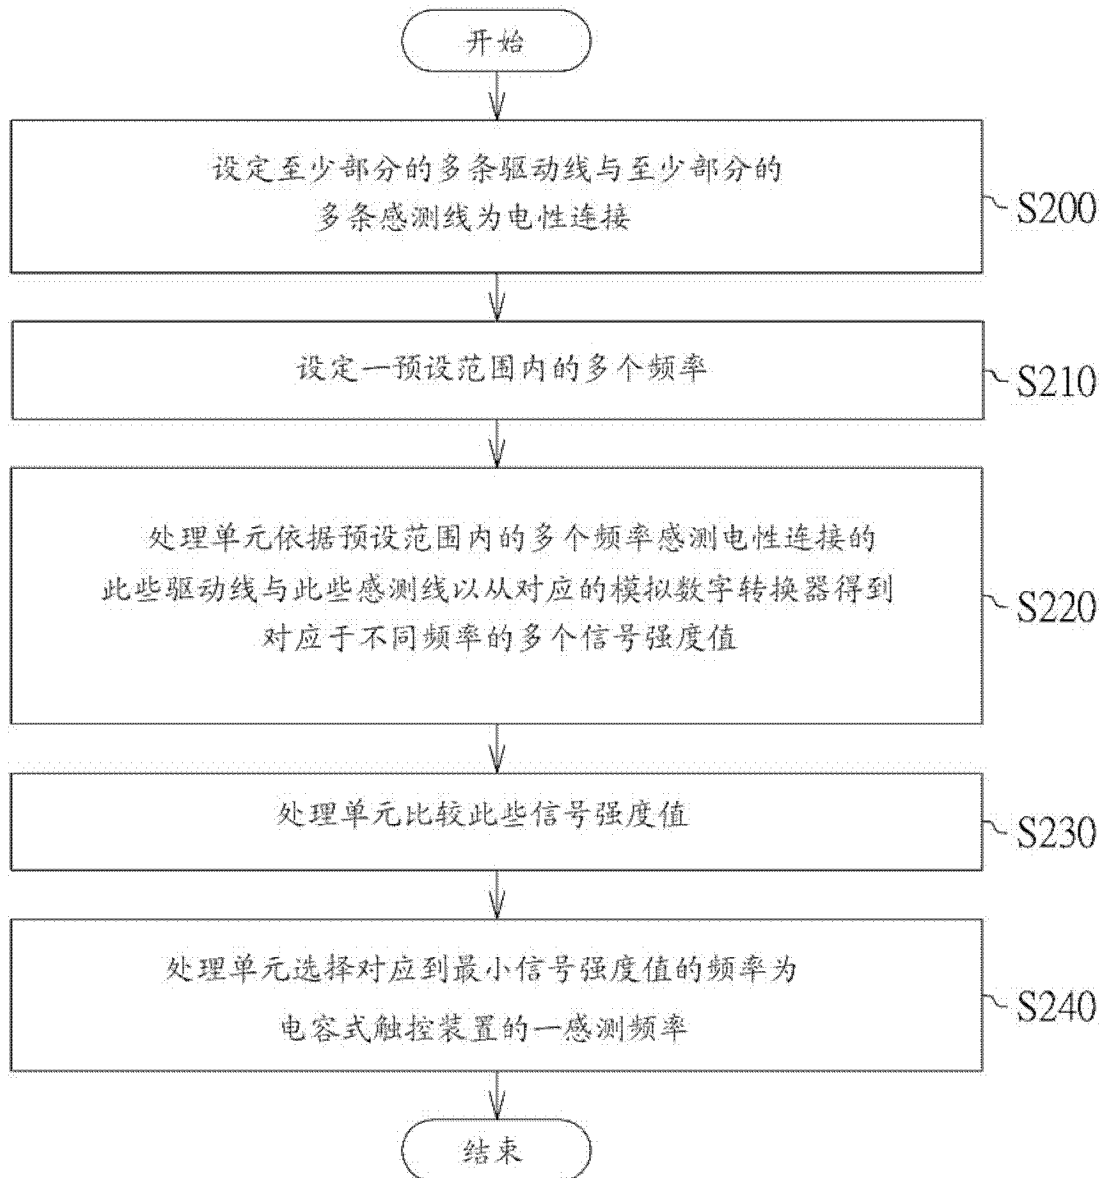 开始
设定至少部分的多条驱动线与至少部分的
多条感测线为电性连接
S200
设定一预设范围内的多个频率
S210
处理单元依据预设范围内的多个频率感测电性连接的
此些驱动线与此些感测线以从对应的模拟数字转换器得到
对应于不同频率的多个信号强度值
S220
处理单元比较此些信号强度值
S230
处理单元选择对应到最小信号强度值的频率为
电容式触控装置的一感测频率
S240
结束